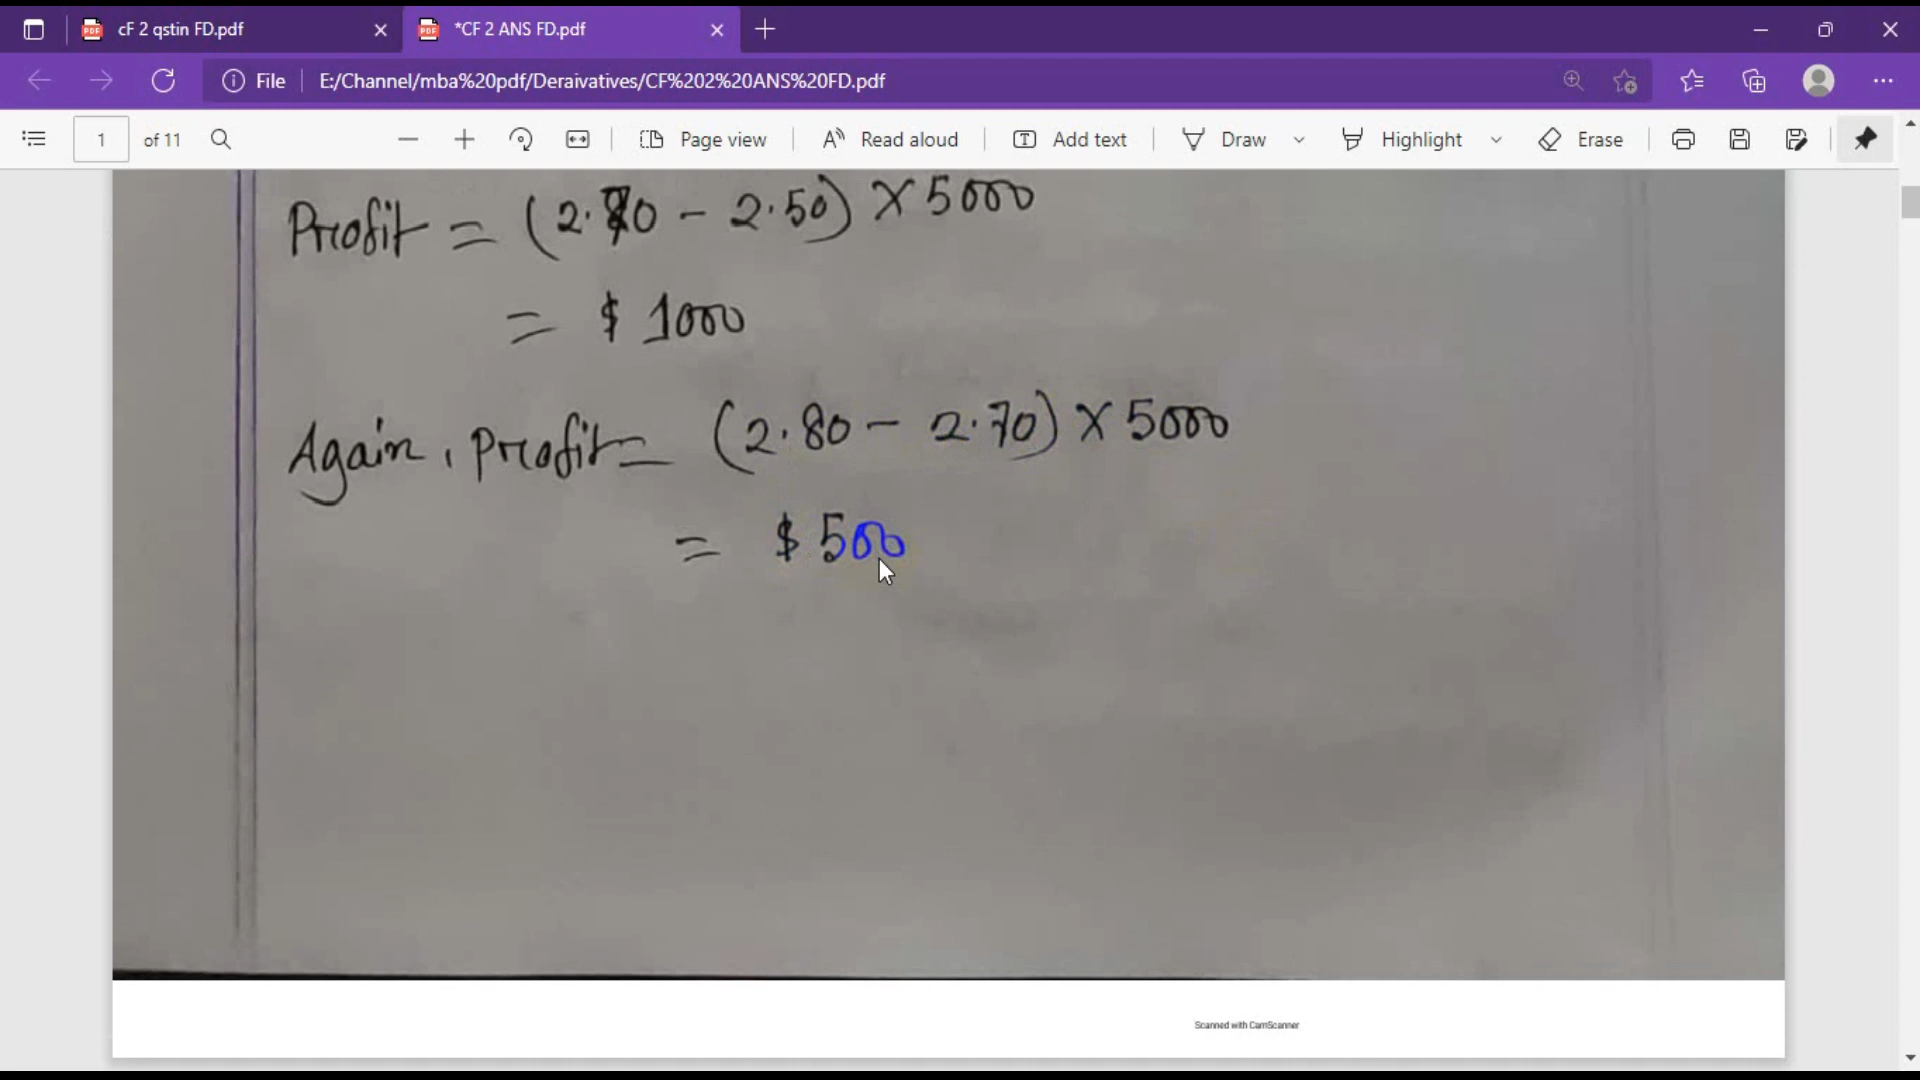 cF 2 qstin FD.pdf
*CF 2 ANS FD.pdf
File
E:/Channel/mba%20pdf/Deraivatives/CF%202%20ANS%20FD.pdf
1 of 11
Page view
Read aloud
Add text
Draw
Highlight
Erase
Profit = (2.70 - 2.50) × 5000
= $ 1000
Again, profit = (2.80 - 2.70) × 5000
= $ 500
Scanned with CamScanner